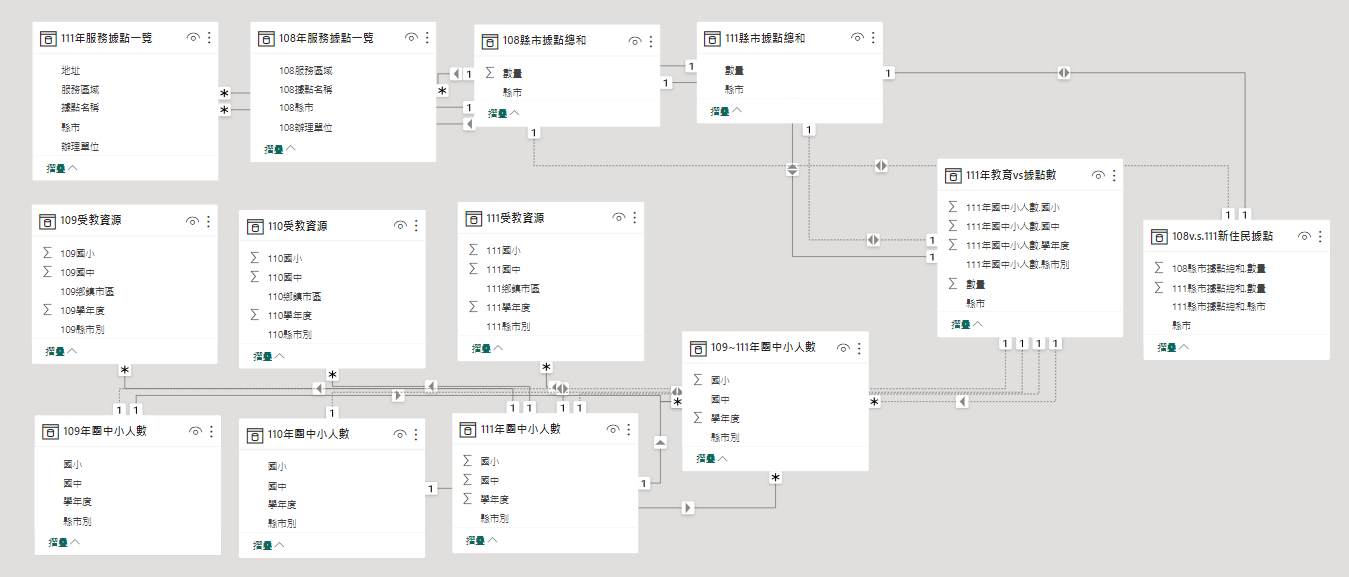 111年服務據點一覽
地址
服務區域
據點名稱
縣市
辦理單位
摺疊
108年服務據點一覽
108服務區域
108據點名稱
108縣市
108辦理單位
摺疊
108縣市據點總和
數量
縣市
摺疊
111縣市據點總和
數量
縣市
摺疊
111年教育vs據點數
111年國中小人數.國小
111年國中小人數.國中
111年國中小人數.學年度
111年國中小人數.縣市別
數量
縣市
摺疊
108v.s.111新住民據點
108縣市據點總和.數量
111縣市據點總和.數量
111縣市據點總和.縣市
縣市
摺疊
109受教資源
109國小
109國中
109鄉鎮市區
109學年度
109縣市別
摺疊
110受教資源
110國小
110國中
110鄉鎮市區
110學年度
110縣市別
摺疊
111受教資源
111國小
111國中
111鄉鎮市區
111學年度
111縣市別
摺疊
109~111年國中小人數
國小
國中
學年度
縣市別
摺疊
109年國中小人數
國小
國中
學年度
縣市別
摺疊
110年國中小人數
國小
國中
學年度
縣市別
摺疊
111年國中小人數
國小
國中
學年度
縣市別
摺疊